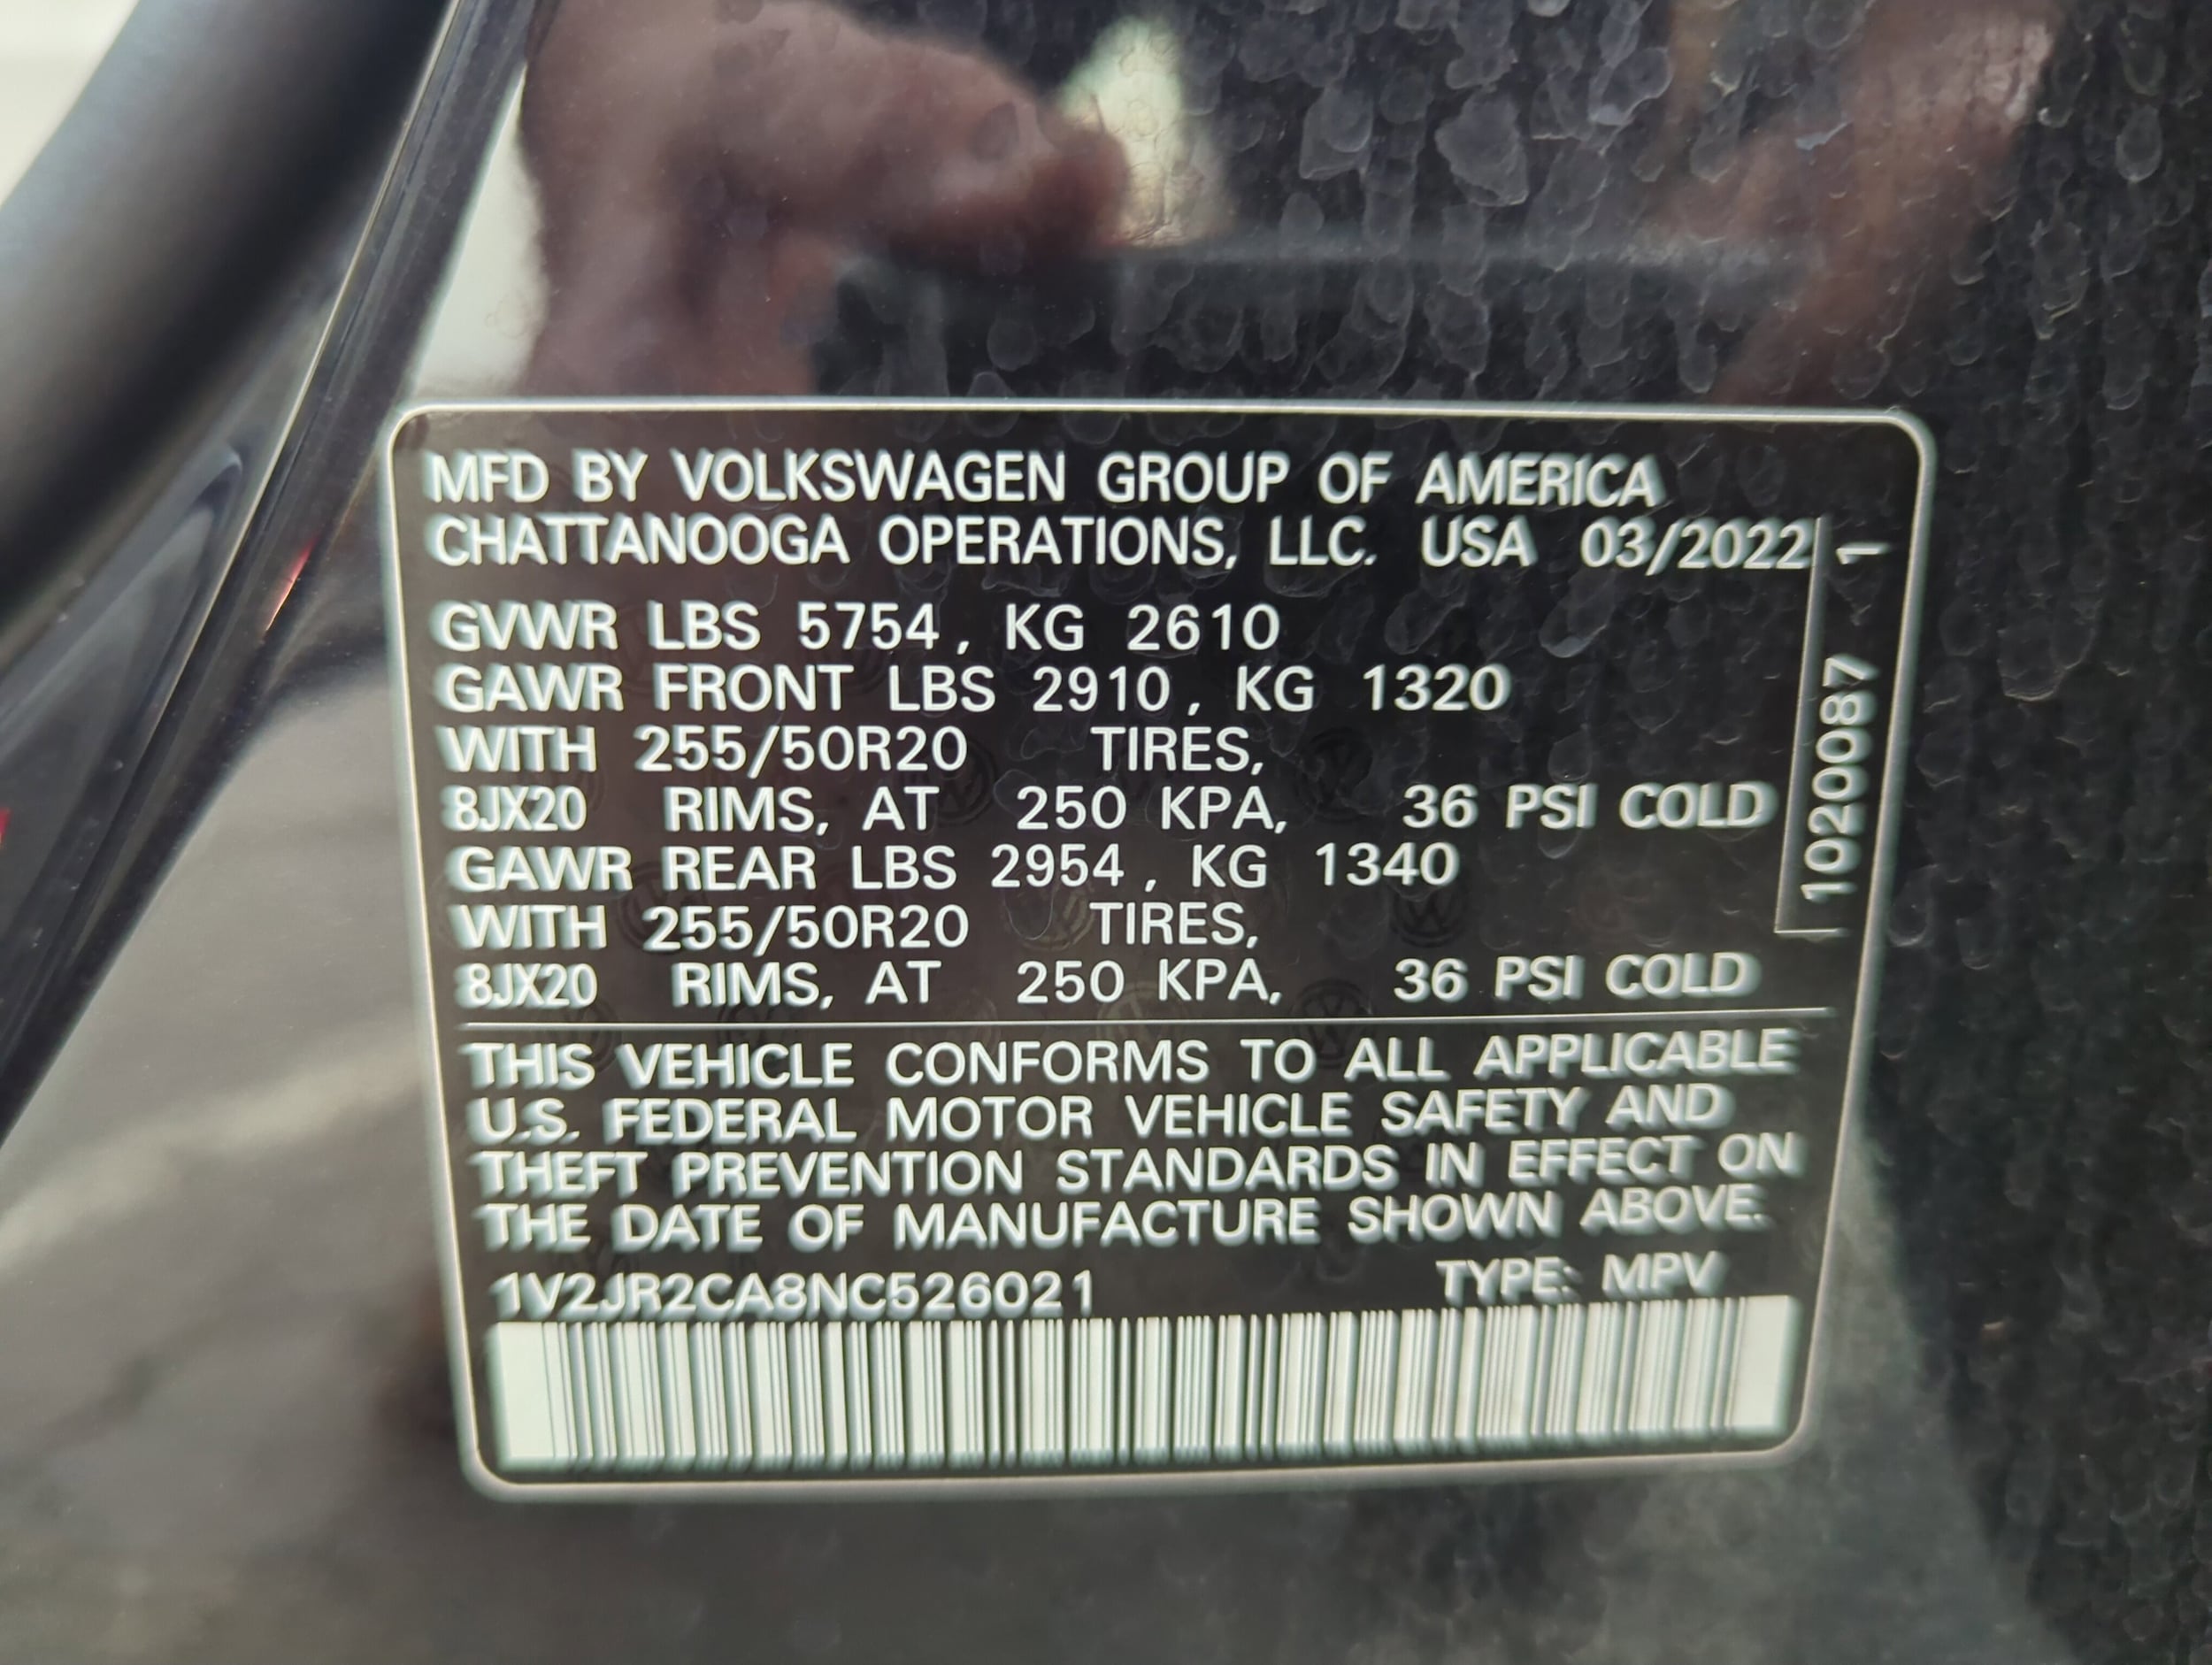 MFD BY VOLKSWAGEN GROUP OF AMERICA
CHATTANOOGA OPERATIONS, LLC. USA 03/2022
GVWR LBS 5754, KG 2610
GAWR FRONT LBS 2910, KG 1320
WITH 255/50R20 TIRES,
8JX20 RIMS, AT 250 KPA, 36 PSI COLD
GAWR REAR LBS 2954, KG 1340
WITH 255/50R20 TIRES,
8JX20 RIMS, AT 250 KPA, 36 PSI COLD
1020087 1
THIS VEHICLE CONFORMS TO ALL APPLICABLE
U.S. FEDERAL MOTOR VEHICLE SAFETY AND
THEFT PREVENTION STANDARDS IN EFFECT ON
THE DATE OF MANUFACTURE SHOWN ABOVE.
1V2JR2CA8NC526021 TYPE: MPV